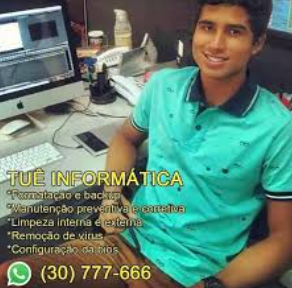 TUÊ INFORMÁTICA
*Formatação e backup
*Manutenção preventiva e corretiva
*Limpeza interna e externa
*Remoção de vírus
*Configuração da bios
(30) 777-666